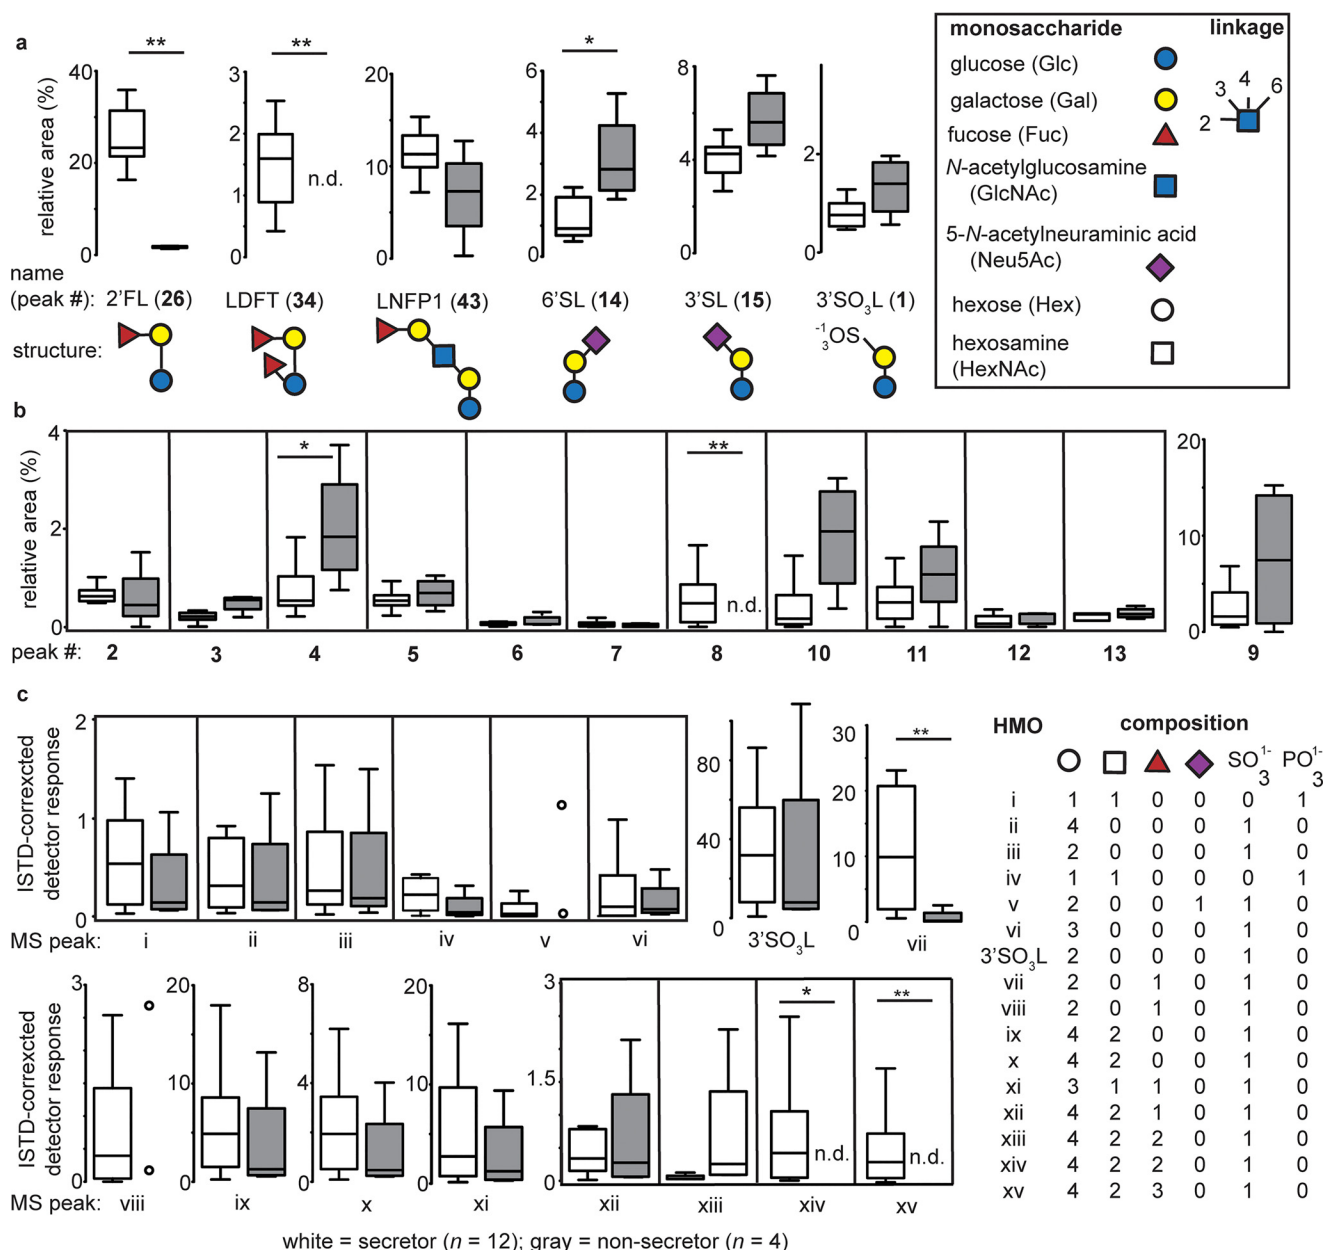 a
** ** *
relative area (%)
40 20 0
3 2 1 1 0
n.d.
20 10 0
6 4 2 0
8 4 0
2 0
name
(peak #): 2'FL (26) LDFT (34) LNFP1 (43) 6'SL (14) 3'SL (15) 3'SO3L (1)
structure:
-1 3OS
monosaccharide linkage
glucose (Glc)
galactose (Gal)
fucose (Fuc)
N-acetylglucosamine
(GlcNAc)
5-N-acetylneuraminic acid
(Neu5Ac)
hexose (Hex)
hexosamine
(HexNAc)
2 3 4 6
b
relative area (%)
4 2 0
* **
n.d.
20 10 0
peak #: 2 3 4 5 6 7 8 10 11 12 13 9
c
ISTD-correxcted
detector response
2 1 0
80 40 0
30 20 10 0
**
MS peak: i ii iii iv v vi 3'SO3L vii
ISTD-correxcted
detector response
3 0
20 10 0
8 4 0
20 10 0
3 1.5 0
* **
n.d. n.d.
MS peak: viii ix x xi xii xiii xiv xv
white = secretor (n = 12); gray = non-secretor (n = 4)
HMO composition
SO3 1- PO3 1-
i 1 1 0 0 0 1
ii 4 0 0 0 1 0
iii 2 0 0 0 1 0
iv 1 1 0 0 0 1
v 2 0 0 1 1 0
vi 3 0 0 0 1 0
3'SO3L 2 0 0 0 1 0
vii 2 0 1 0 1 0
viii 2 0 1 0 1 0
ix 4 2 0 0 1 0
x 4 2 0 0 1 0
xi 3 1 1 0 1 0
xii 4 2 1 0 1 0
xiii 4 2 2 0 1 0
xiv 4 2 2 0 1 0
xv 4 2 3 0 1 0